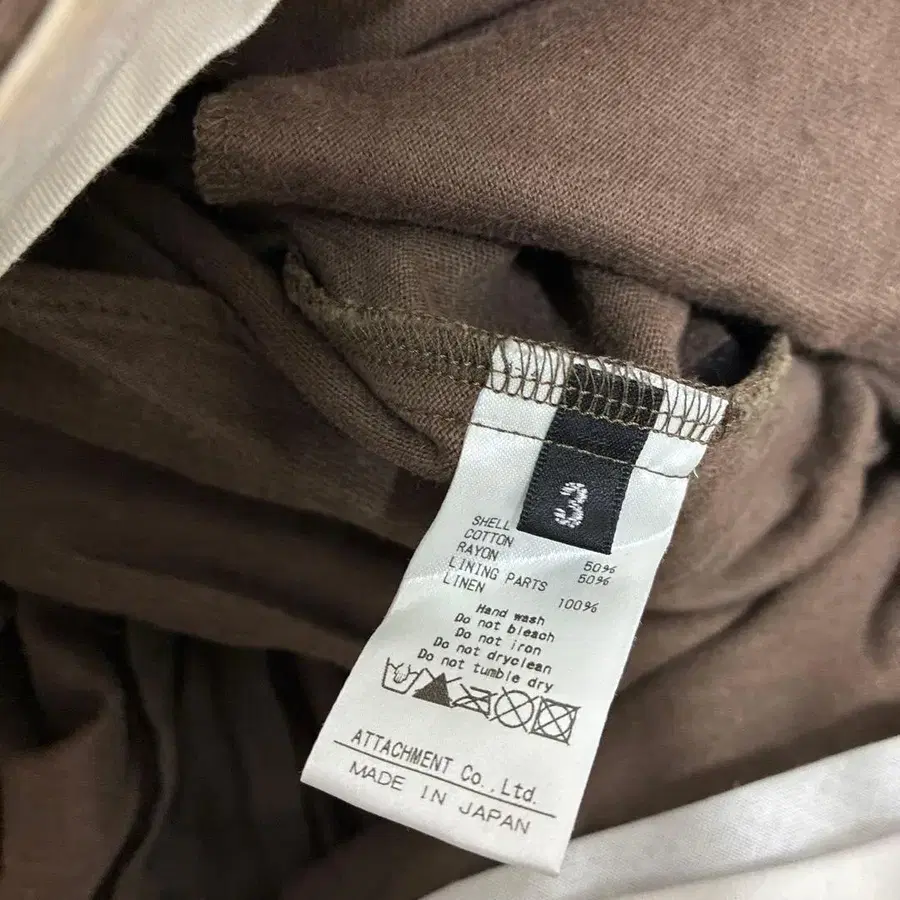 3
SHELL
COTTON 50%
RAYON 50%
LINING PARTS
LINEN 100%
Hand wash
Do not bleach
Do not iron
Do not dryclean
Do not tumble dry
ATTACHMENT Co.,Ltd.
MADE IN JAPAN